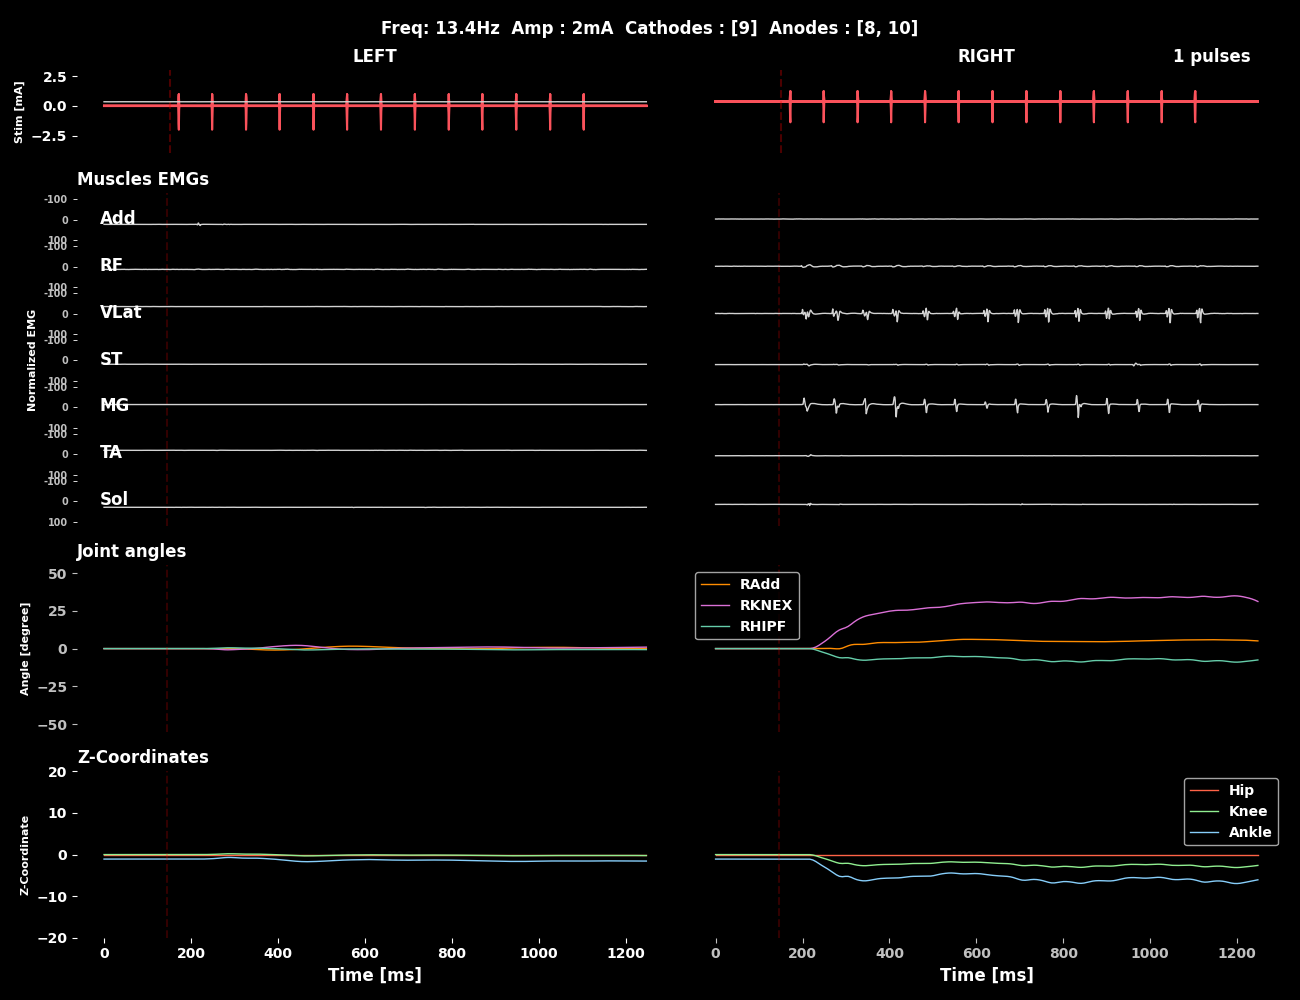 Freq: 13.4Hz  Amp : 2mA  Cathodes : [9]  Anodes : [8, 10]
LEFT
RIGHT
1 pulses
Stim [mA]
2.5
0.0
−2.5
Muscles EMGs
Normalized EMG
-100
0
100
Add
-100
0
100
RF
-100
0
100
VLat
-100
0
100
ST
-100
0
100
MG
-100
0
100
TA
-100
0
100
Sol
Joint angles
Angle [degree]
50
25
0
−25
−50
RAdd
RKNEX
RHIPF
Z-Coordinates
Z-Coordinate
20
10
0
−10
−20
Hip
Knee
Ankle
0 200 400 600 800 1000 1200
Time [ms]
0 200 400 600 800 1000 1200
Time [ms]